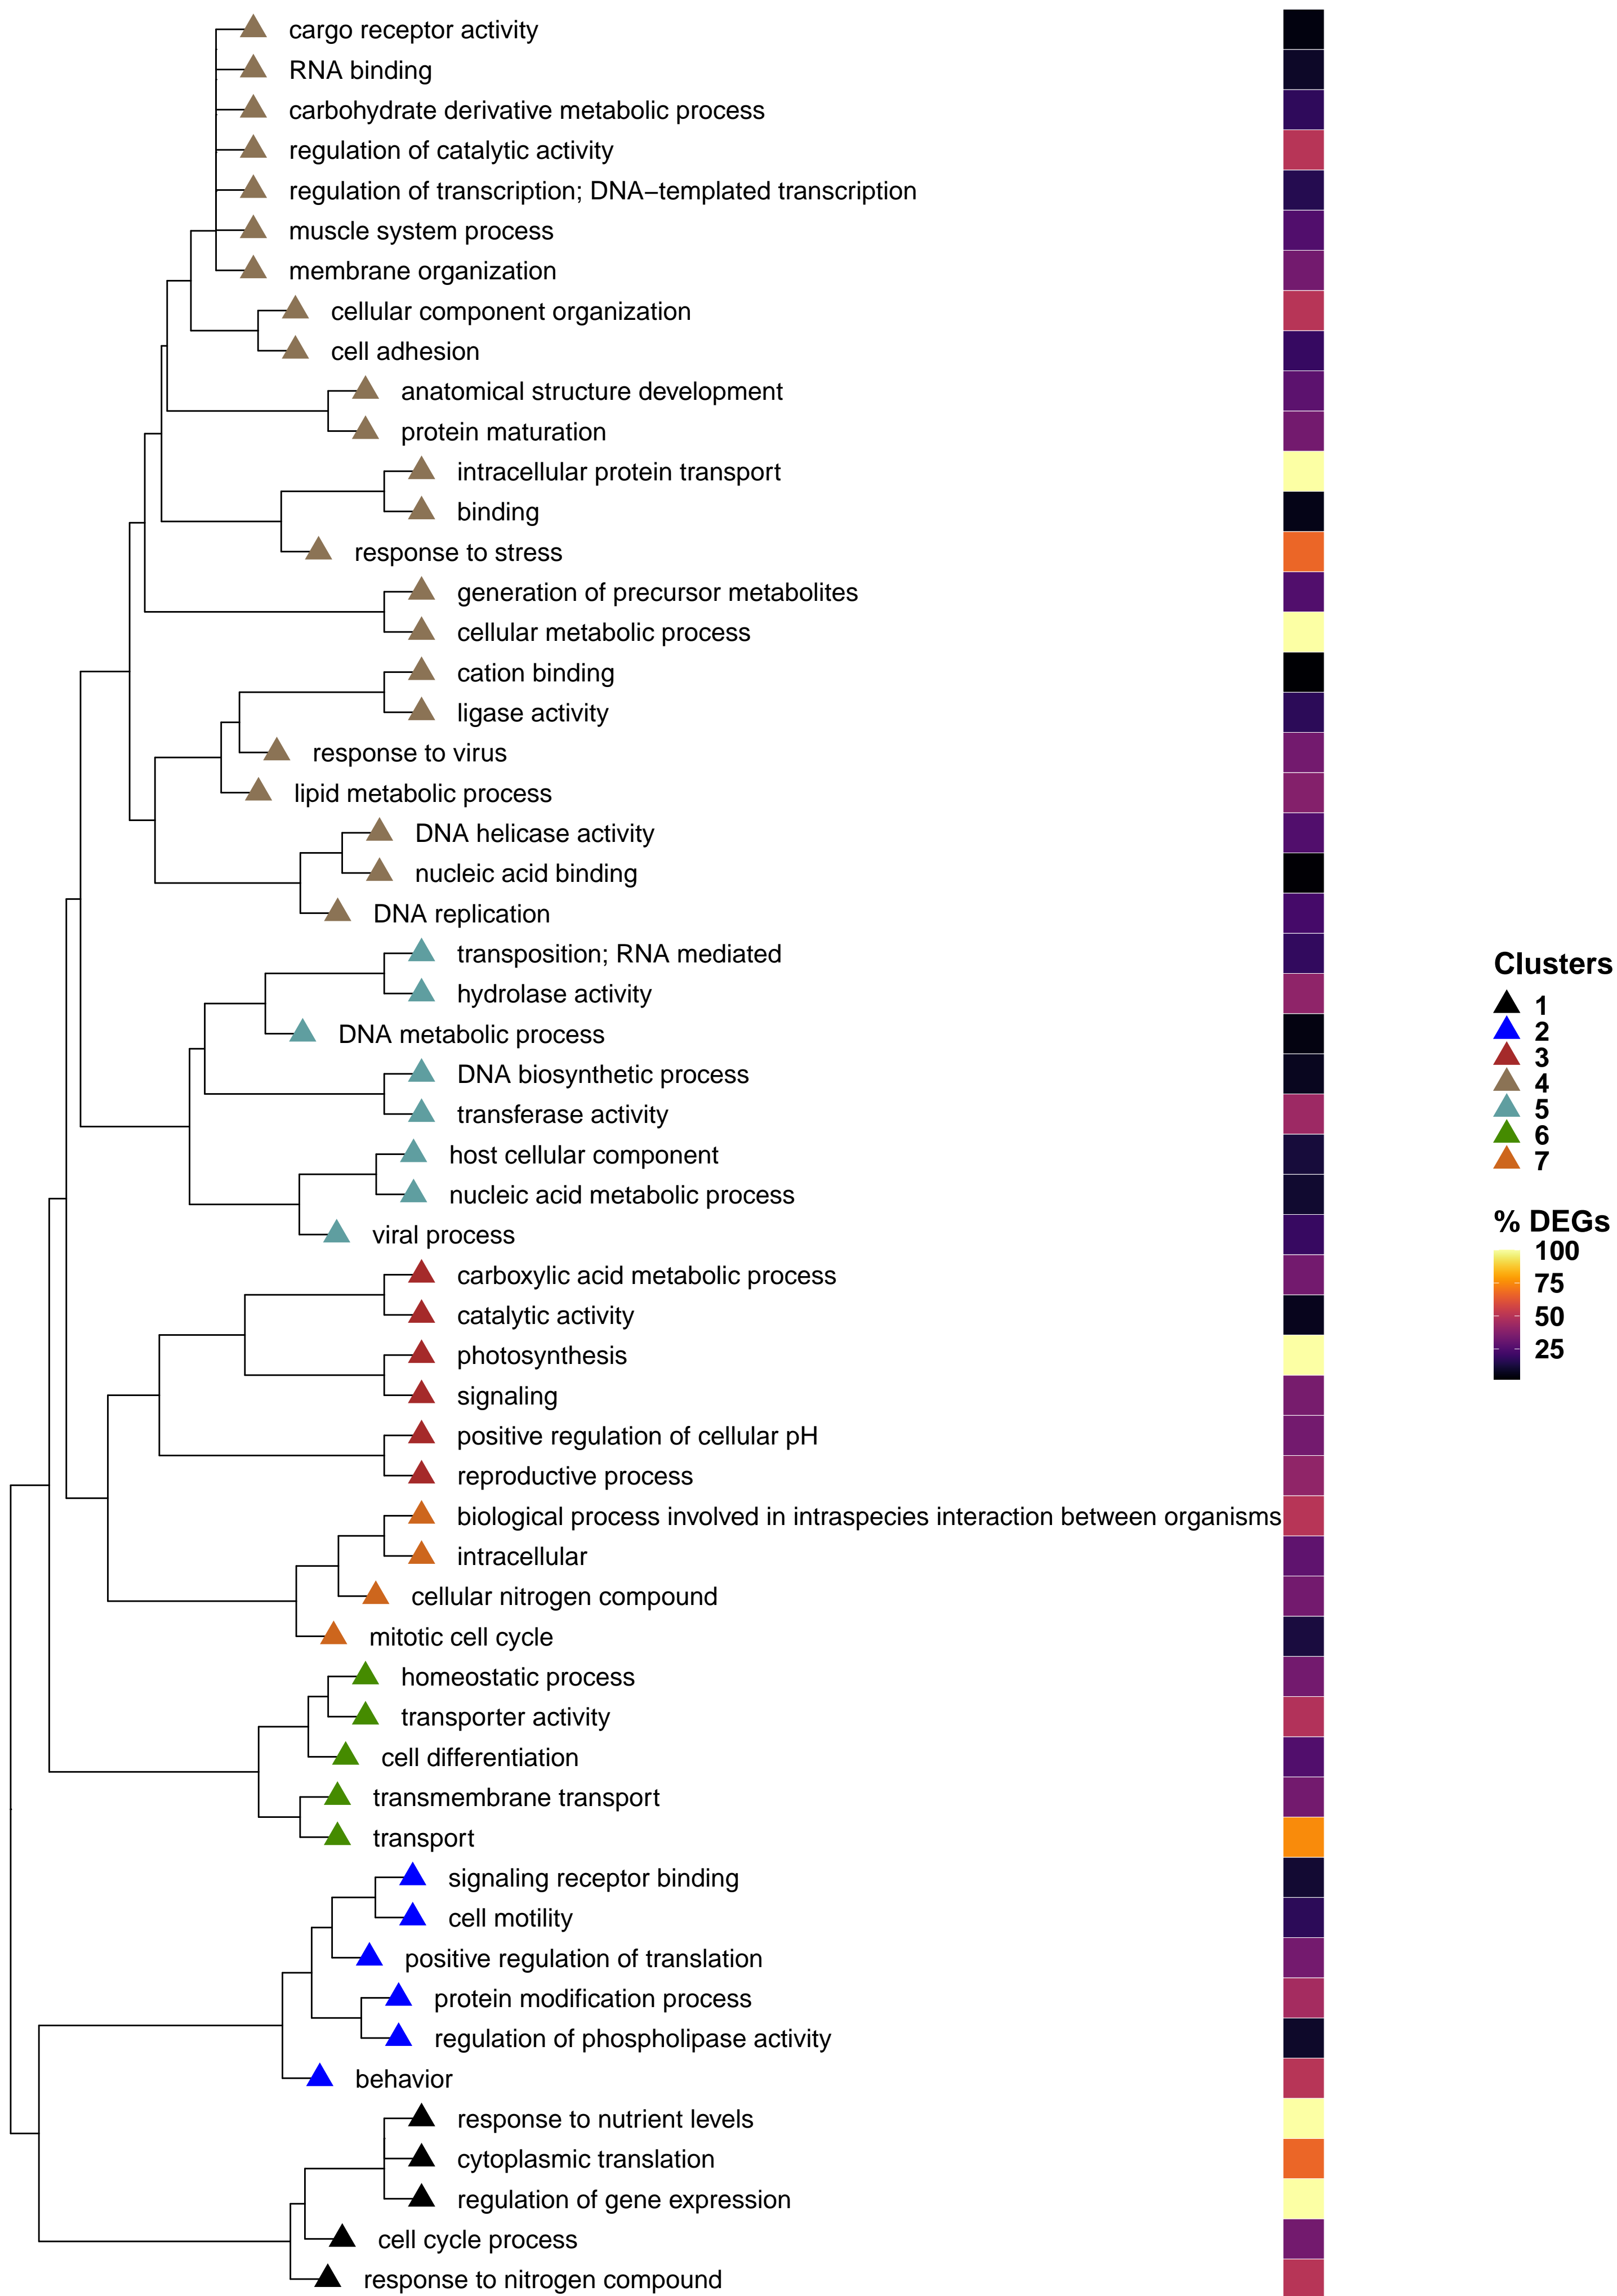 cargo receptor activity
RNA binding
carbohydrate derivative metabolic process
regulation of catalytic activity
regulation of transcription; DNA−templated transcription
muscle system process
membrane organization
cellular component organization
cell adhesion
anatomical structure development
protein maturation
intracellular protein transport
binding
response to stress
generation of precursor metabolites
cellular metabolic process
cation binding
ligase activity
response to virus
lipid metabolic process
DNA helicase activity
nucleic acid binding
DNA replication
transposition; RNA mediated
hydrolase activity
DNA metabolic process
DNA biosynthetic process
transferase activity
host cellular component
nucleic acid metabolic process
viral process
carboxylic acid metabolic process
catalytic activity
photosynthesis
signaling
positive regulation of cellular pH
reproductive process
biological process involved in intraspecies interaction between organisms
intracellular
cellular nitrogen compound
mitotic cell cycle
homeostatic process
transporter activity
cell differentiation
transmembrane transport
transport
signaling receptor binding
cell motility
positive regulation of translation
protein modification process
regulation of phospholipase activity
behavior
response to nutrient levels
cytoplasmic translation
regulation of gene expression
cell cycle process
response to nitrogen compound
Clusters
1
2
3
4
5
6
7
% DEGs
100
75
50
25